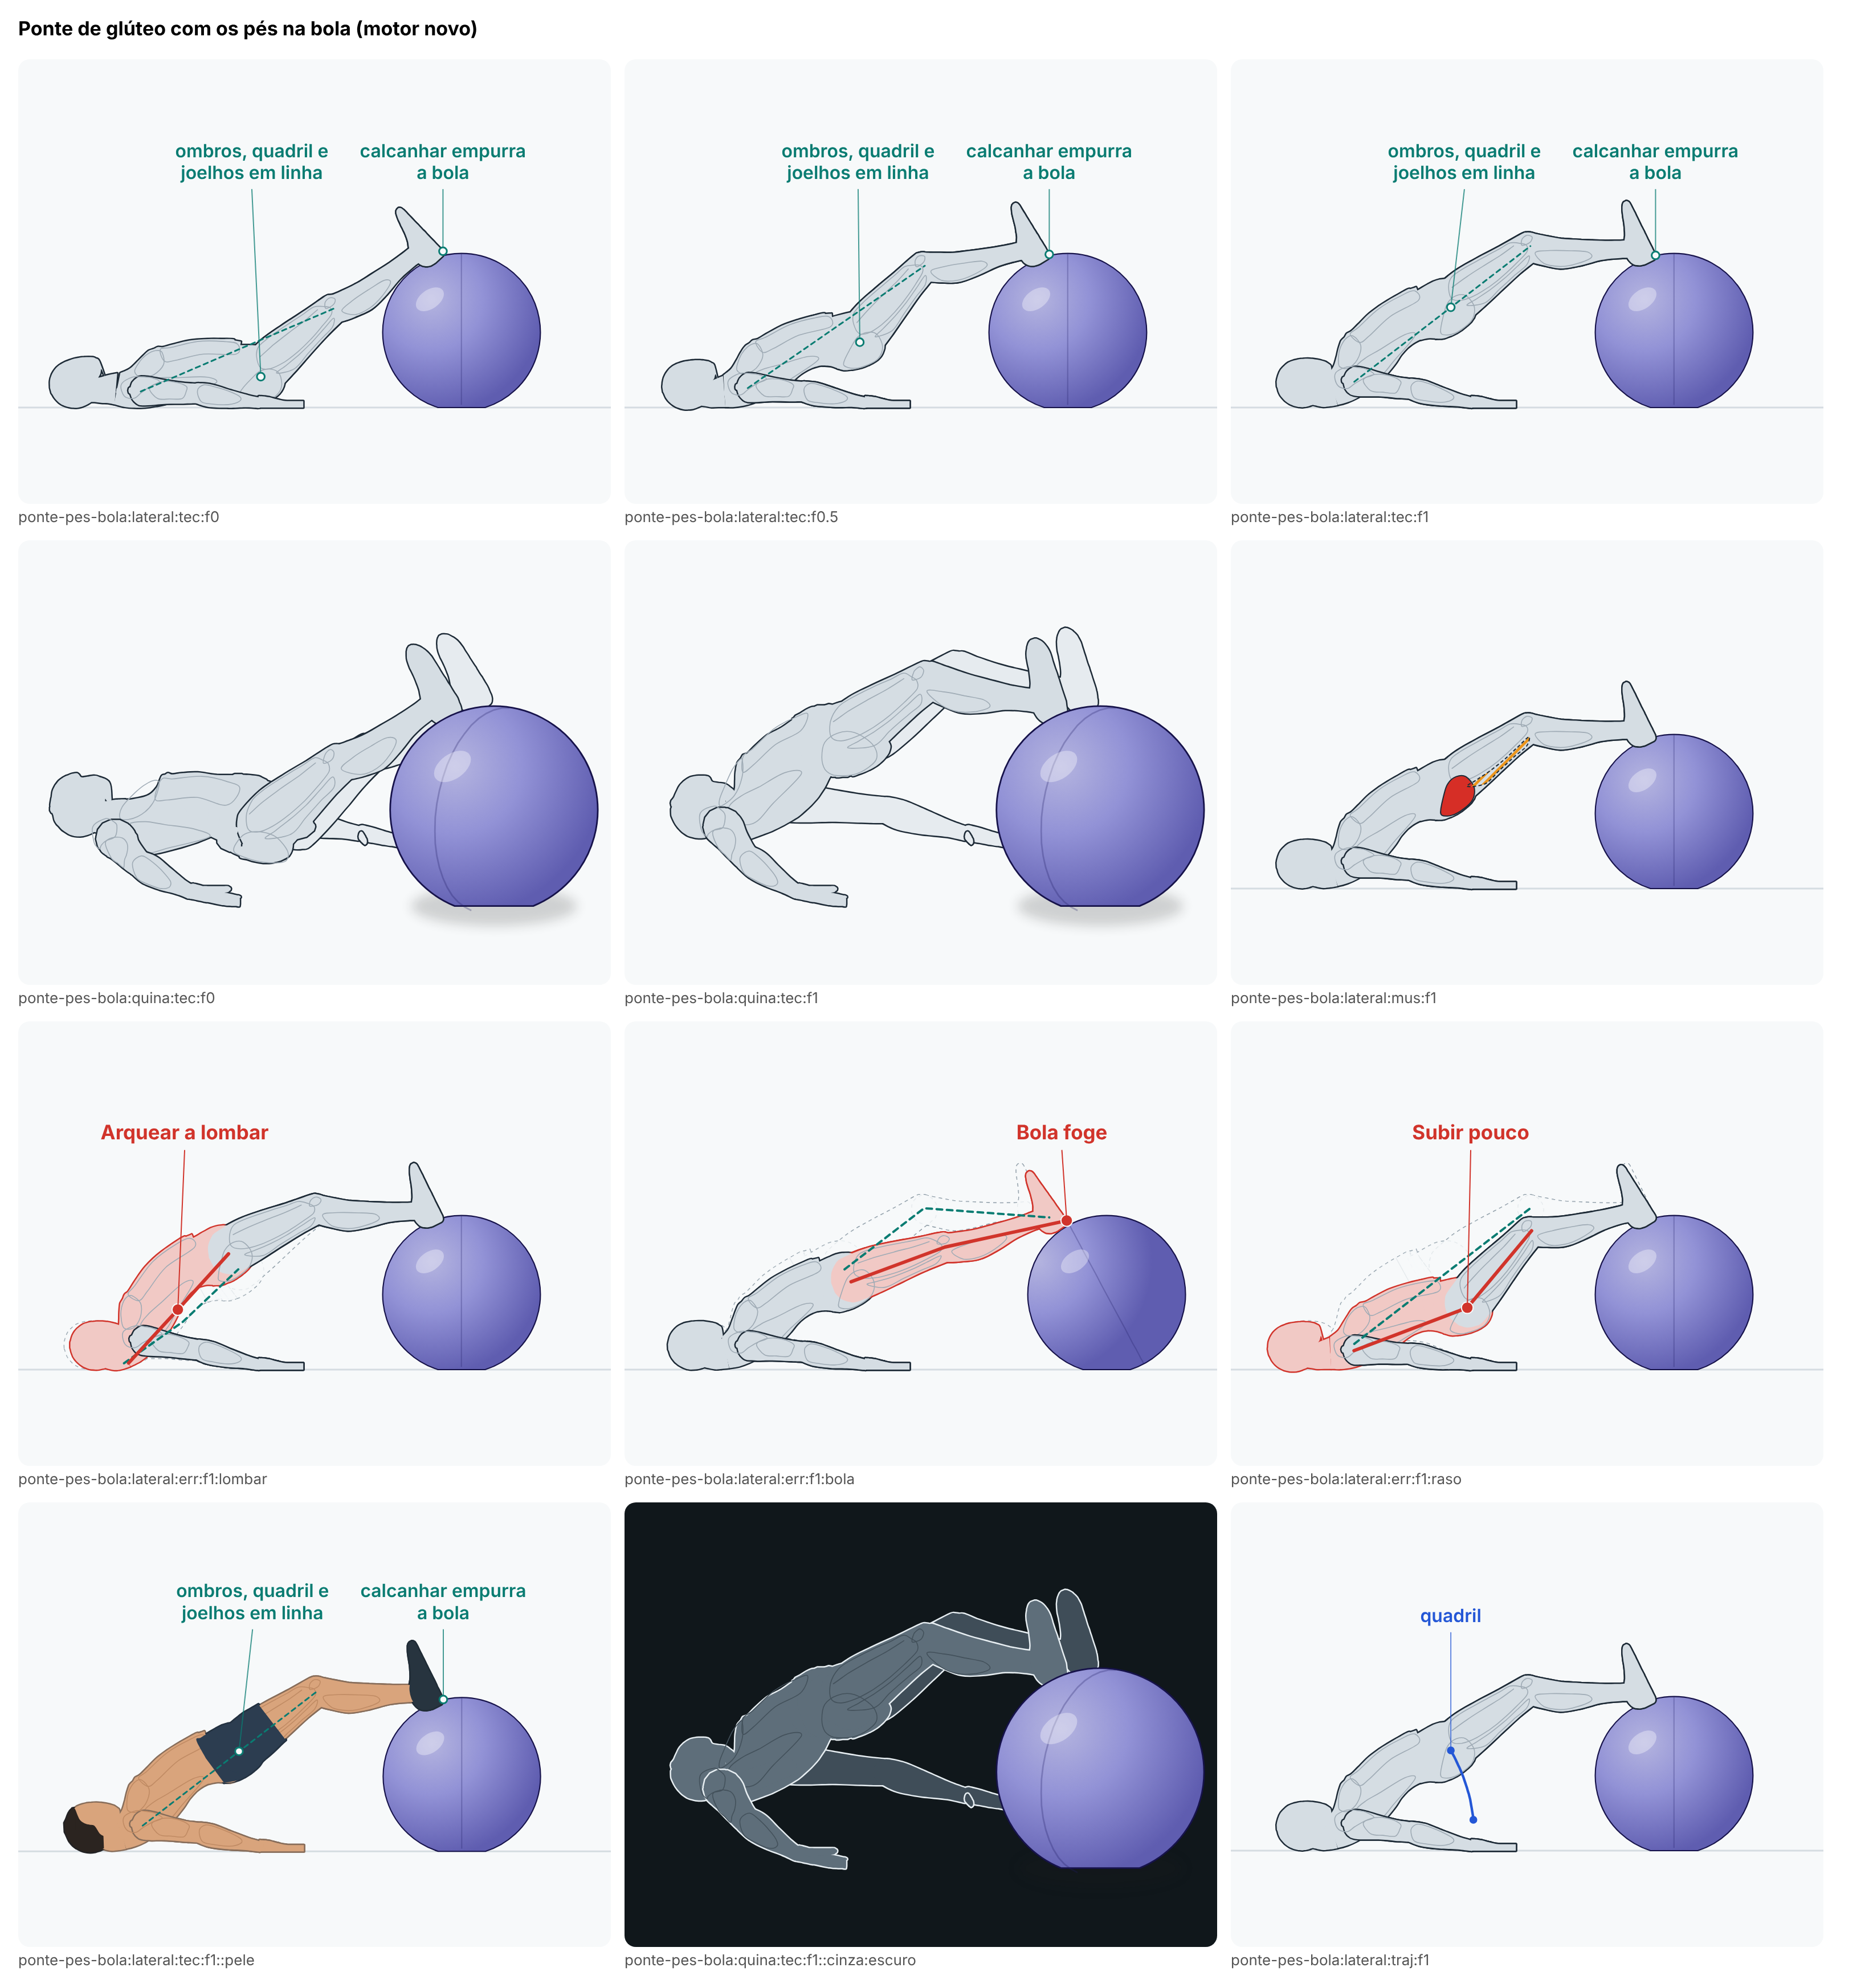 Ponte de glúteo com os pés na bola (motor novo)
ombros, quadril e
joelhos em linha
calcanhar empurra
a bola
ponte-pes-bola:lateral:tec:f0
ombros, quadril e
joelhos em linha
calcanhar empurra
a bola
ponte-pes-bola:lateral:tec:f0.5
ombros, quadril e
joelhos em linha
calcanhar empurra
a bola
ponte-pes-bola:lateral:tec:f1
ponte-pes-bola:quina:tec:f0
ponte-pes-bola:quina:tec:f1
ponte-pes-bola:lateral:mus:f1
Arquear a lombar
ponte-pes-bola:lateral:err:f1:lombar
Bola foge
ponte-pes-bola:lateral:err:f1:bola
Subir pouco
ponte-pes-bola:lateral:err:f1:raso
ombros, quadril e
joelhos em linha
calcanhar empurra
a bola
ponte-pes-bola:lateral:tec:f1::pele
ponte-pes-bola:quina:tec:f1::cinza:escuro
quadril
ponte-pes-bola:lateral:traj:f1